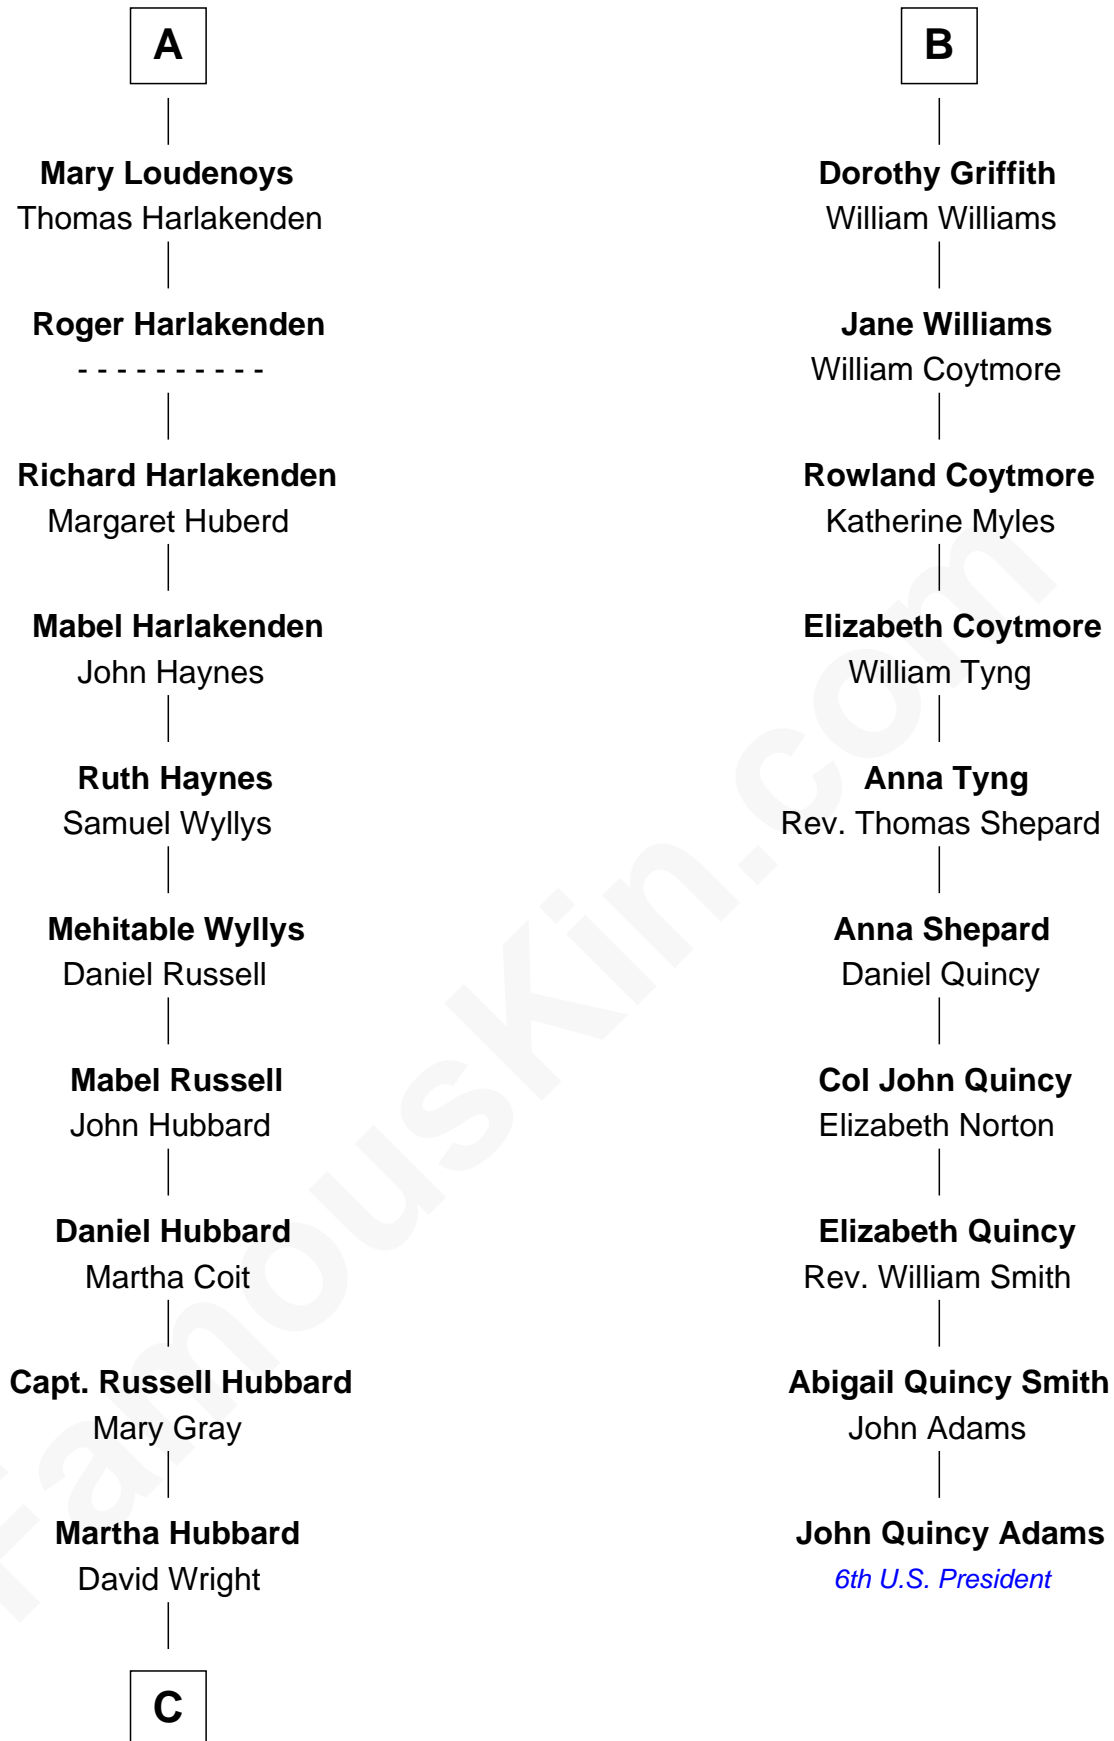 A
Mary Loudenoys
Thomas Harlakenden
Roger Harlakenden
- - - - - - - - - -
Richard Harlakenden
Margaret Huberd
Mabel Harlakenden
John Haynes
Ruth Haynes
Samuel Wyllys
Mehitable Wyllys
Daniel Russell
Mabel Russell
John Hubbard
Daniel Hubbard
Martha Coit
Capt. Russell Hubbard
Mary Gray
Martha Hubbard
David Wright
C
B
Dorothy Griffith
William Williams
Jane Williams
William Coytmore
Rowland Coytmore
Katherine Myles
Elizabeth Coytmore
William Tyng
Anna Tyng
Rev. Thomas Shepard
Anna Shepard
Daniel Quincy
Col John Quincy
Elizabeth Norton
Elizabeth Quincy
Rev. William Smith
Abigail Quincy Smith
John Adams
John Quincy Adams
6th U.S. President
FamousKin.com